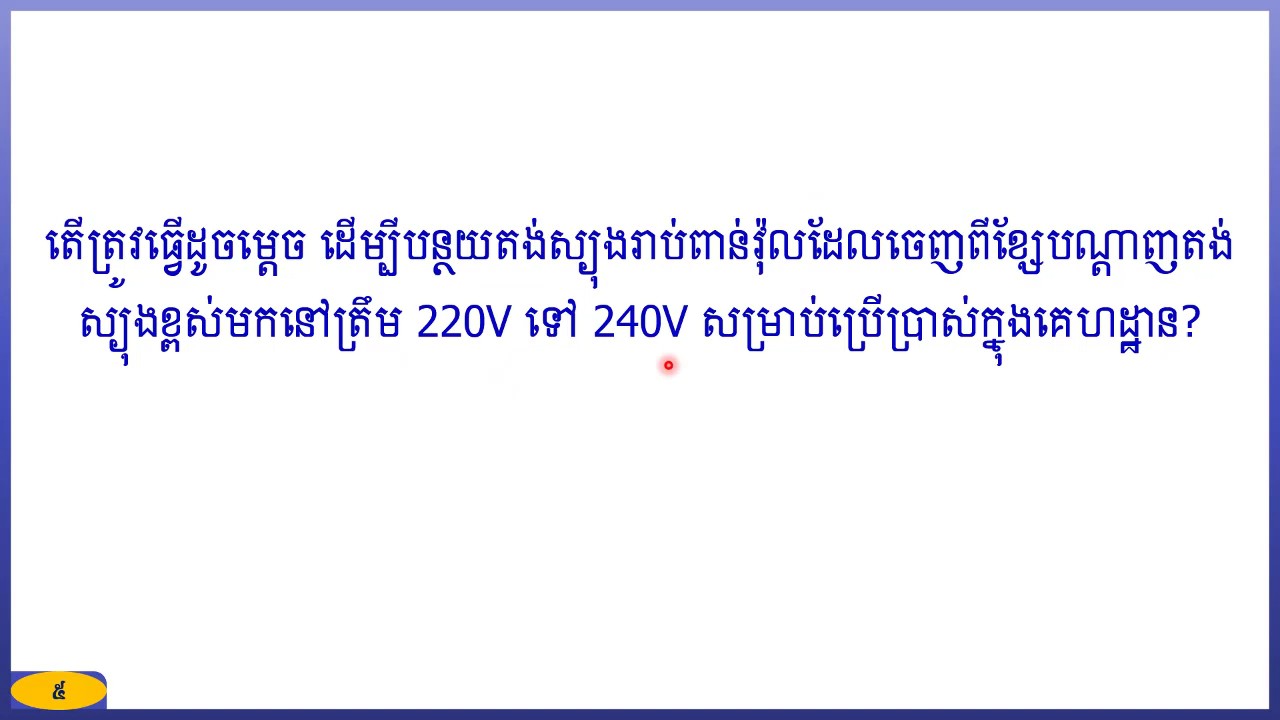 តើត្រូវធ្វើដូចម្ដេច ដើម្បីបន្ថយតង់ស្យុងរាប់ពាន់វ៉ុលដែលចេញពីខ្សែបណ្ដាញតង់
ស្យុងខ្ពស់មកនៅត្រឹម 220V ទៅ 240V សម្រាប់ប្រើប្រាស់ក្នុងគេហដ្ឋាន?
៥